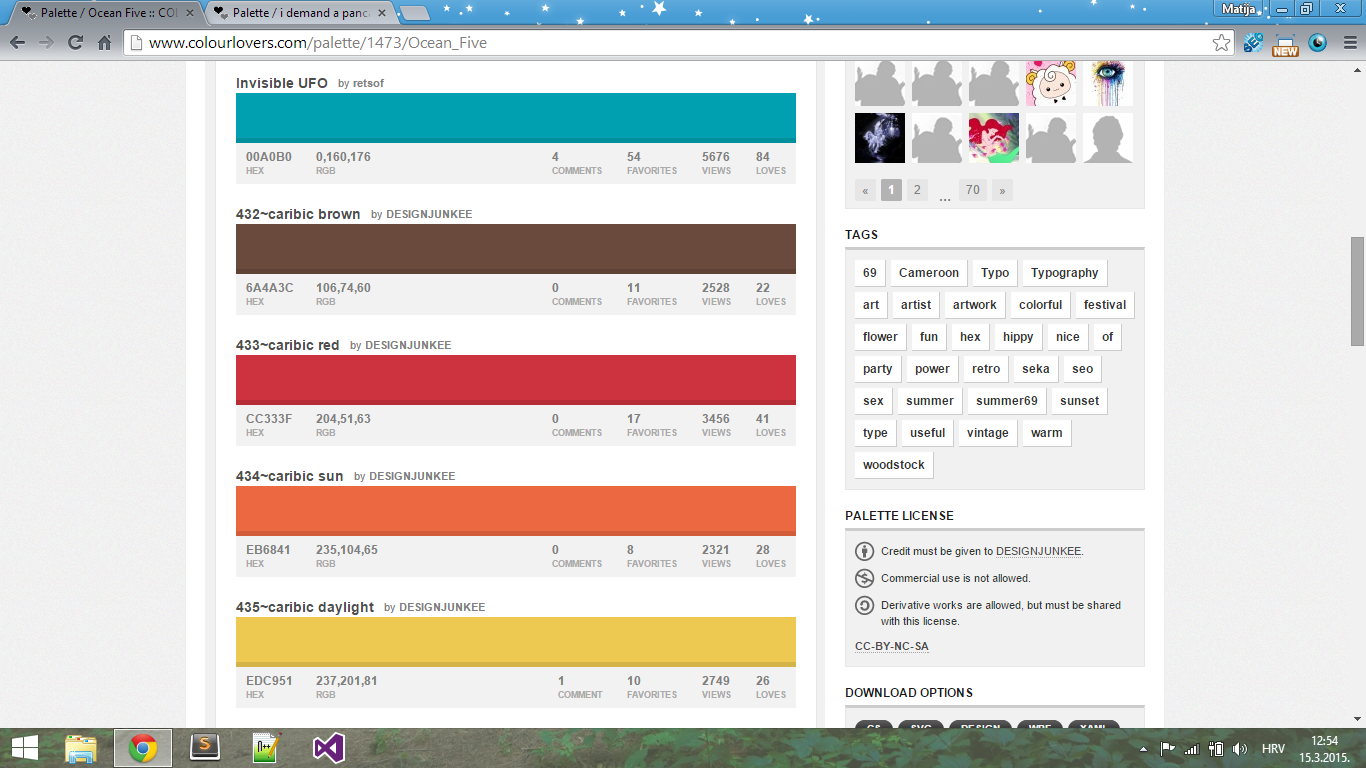 Palette / Ocean Five :: COL
Palette / i demand a panc
Matija
www.colourlovers.com/palette/1473/Ocean_Five
NEW
Invisible UFO by retsof
00A0B0 0,160,176 4 54 5676 84
HEX RGB COMMENTS FAVORITES VIEWS LOVES
432~caribic brown by DESIGNJUNKEE
6A4A3C 106,74,60 0 11 2528 22
HEX RGB COMMENTS FAVORITES VIEWS LOVES
433~caribic red by DESIGNJUNKEE
CC333F 204,51,63 0 17 3456 41
HEX RGB COMMENTS FAVORITES VIEWS LOVES
434~caribic sun by DESIGNJUNKEE
EB6841 235,104,65 0 8 2321 28
HEX RGB COMMENTS FAVORITES VIEWS LOVES
435~caribic daylight by DESIGNJUNKEE
EDC951 237,201,81 1 10 2749 26
HEX RGB COMMENT FAVORITES VIEWS LOVES
« 1 2 ... 70 »
TAGS
69 Cameroon Typo Typography
art artist artwork colorful festival
flower fun hex hippy nice of
party power retro seka seo
sex summer summer69 sunset
type useful vintage warm
woodstock
PALETTE LICENSE
Credit must be given to DESIGNJUNKEE.
Commercial use is not allowed.
Derivative works are allowed, but must be shared
with this license.
CC-BY-NC-SA
DOWNLOAD OPTIONS
HRV
12:54
15.3.2015.